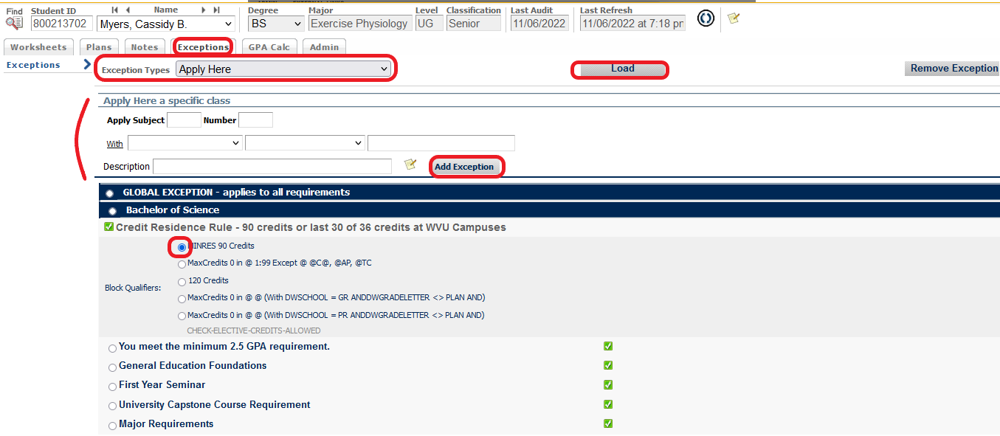 Find Student ID Name Degree Major Level Classification Last Audit Last Refresh
800213702 Myers, Cassidy B. BS Exercise Physiology UG Senior 11/06/2022 11/06/2022 at 7:18 pr
Worksheets Plans Notes Exceptions GPA Calc Admin
Exceptions
Exception Types Apply Here Load Remove Exception
Apply Here a specific class
Apply Subject Number
With
Description Add Exception
GLOBAL EXCEPTION - applies to all requirements
Bachelor of Science
Credit Residence Rule - 90 credits or last 30 of 36 credits at WVU Campuses
MINRES 90 Credits
MaxCredits 0 in @ 1:99 Except @ @C@, @AP, @TC
120 Credits
Block Qualifiers:
MaxCredits 0 in @ @ (With DWSCHOOL = GR ANDDWGRADELETTER <> PLAN AND)
MaxCredits 0 in @ @ (With DWSCHOOL = PR ANDDWGRADELETTER <> PLAN AND)
CHECK-ELECTIVE-CREDITS-ALLOWED
You meet the minimum 2.5 GPA requirement.
General Education Foundations
First Year Seminar
University Capstone Course Requirement
Major Requirements